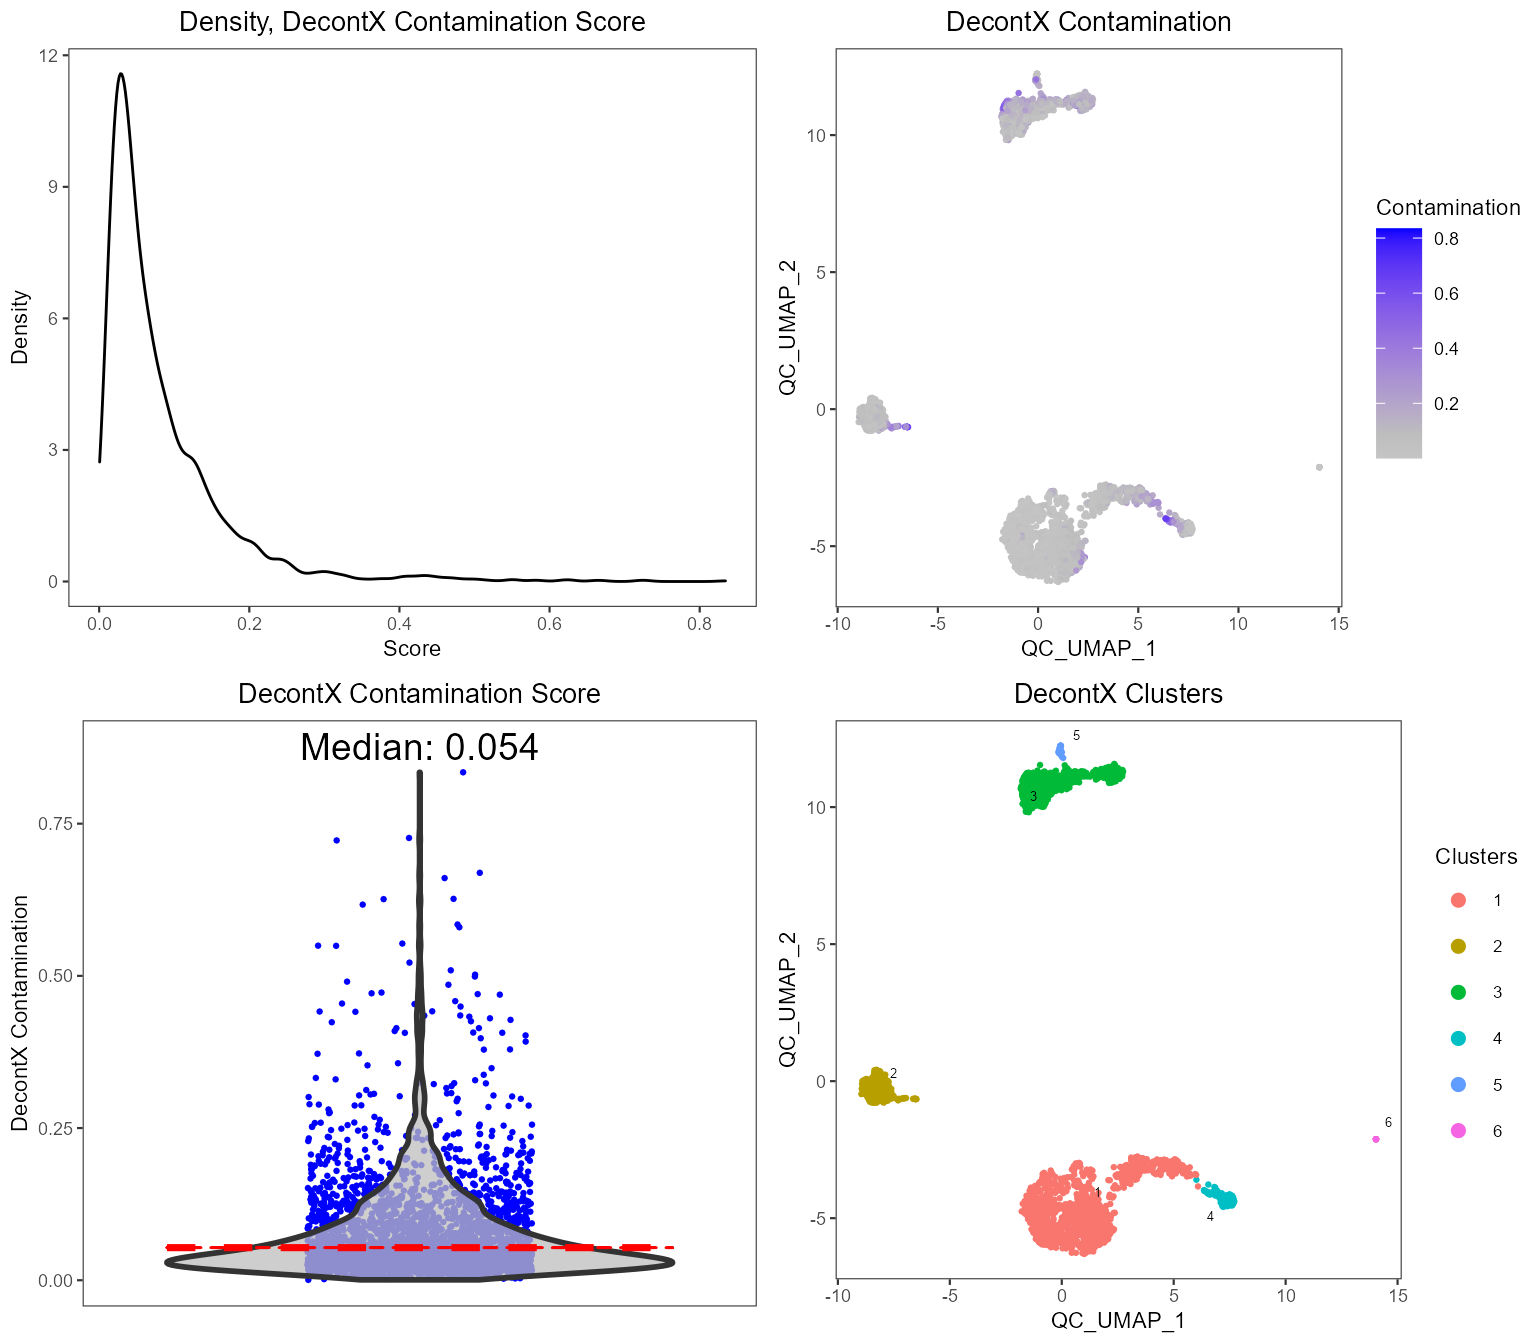 Density, DecontX Contamination Score
12
9
6
3
0
Density
0.0 0.2 0.4 0.6 0.8
Score
DecontX Contamination
10
5
0
-5
QC_UMAP_2
-10 -5 0 5 10 15
QC_UMAP_1
Contamination
0.8
0.6
0.4
0.2
DecontX Contamination Score
Median: 0.054
0.75
0.50
0.25
0.00
DecontX Contamination
DecontX Clusters
10
5
0
-5
QC_UMAP_2
5
3
2
6
1
4
-10 -5 0 5 10 15
QC_UMAP_1
Clusters
1
2
3
4
5
6